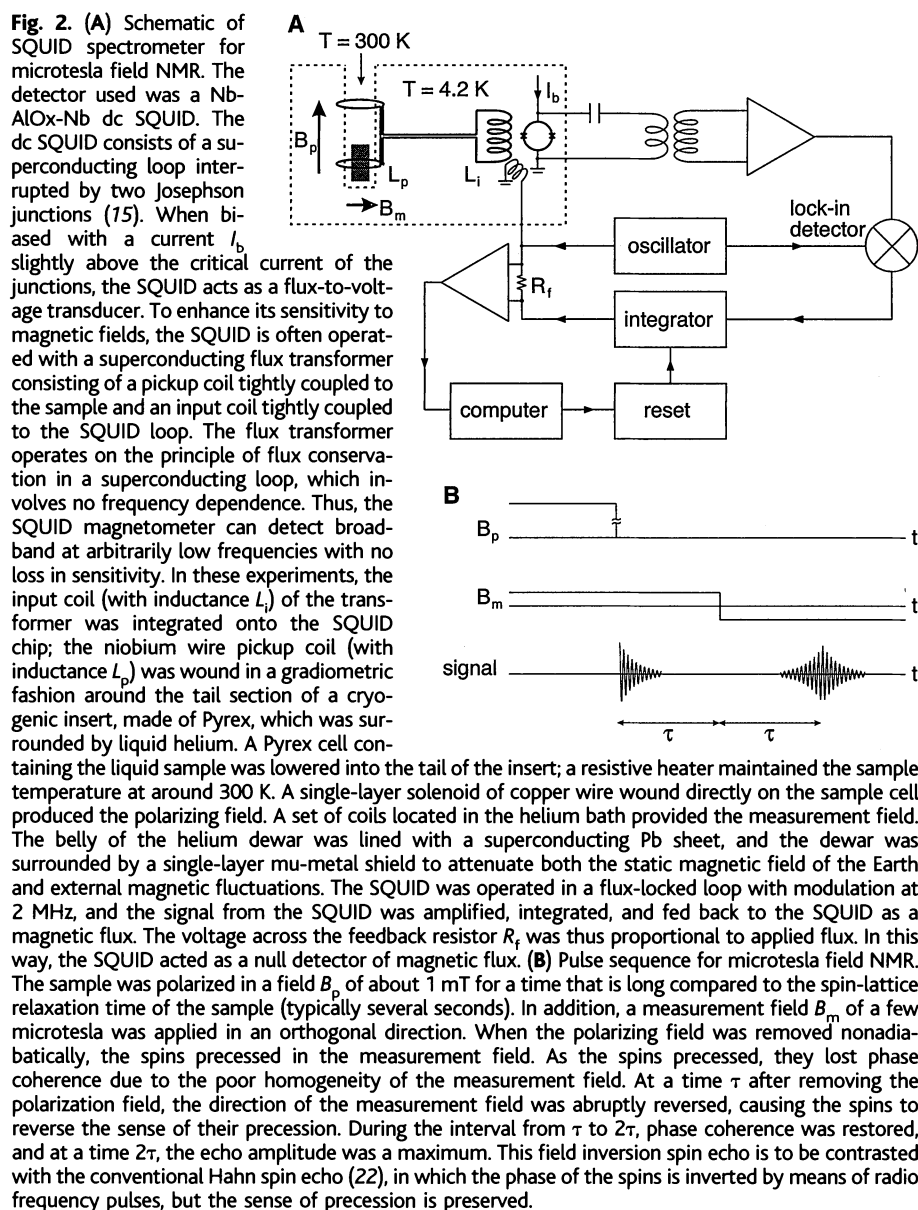 Fig. 2. (A) Schematic of
SQUID spectrometer for
microtesla field NMR. The
detector used was a Nb-
AlOx-Nb dc SQUID. The
dc SQUID consists of a su-
perconducting loop inter-
rupted by two Josephson
junctions (15). When bi-
ased with a current I_b
slightly above the critical current of the
junctions, the SQUID acts as a flux-to-volt-
age transducer. To enhance its sensitivity to
magnetic fields, the SQUID is often operat-
ed with a superconducting flux transformer
consisting of a pickup coil tightly coupled to
the sample and an input coil tightly coupled
to the SQUID loop. The flux transformer
operates on the principle of flux conserva-
tion in a superconducting loop, which in-
volves no frequency dependence. Thus, the
SQUID magnetometer can detect broad-
band at arbitrarily low frequencies with no
loss in sensitivity. In these experiments, the
input coil (with inductance L_i) of the trans-
former was integrated onto the SQUID
chip; the niobium wire pickup coil (with
inductance L_p) was wound in a gradiometric
fashion around the tail section of a cryo-
genic insert, made of Pyrex, which was sur-
rounded by liquid helium. A Pyrex cell con-
taining the liquid sample was lowered into the tail of the insert; a resistive heater maintained the sample
temperature at around 300 K. A single-layer solenoid of copper wire wound directly on the sample cell
produced the polarizing field. A set of coils located in the helium bath provided the measurement field.
The belly of the helium dewar was lined with a superconducting Pb sheet, and the dewar was
surrounded by a single-layer mu-metal shield to attenuate both the static magnetic field of the Earth
and external magnetic fluctuations. The SQUID was operated in a flux-locked loop with modulation at
2 MHz, and the signal from the SQUID was amplified, integrated, and fed back to the SQUID as a
magnetic flux. The voltage across the feedback resistor R_f was thus proportional to applied flux. In this
way, the SQUID acted as a null detector of magnetic flux. (B) Pulse sequence for microtesla field NMR.
The sample was polarized in a field B_p of about 1 mT for a time that is long compared to the spin-lattice
relaxation time of the sample (typically several seconds). In addition, a measurement field B_m of a few
microtesla was applied in an orthogonal direction. When the polarizing field was removed nonadia-
batically, the spins precessed in the measurement field. As the spins precessed, they lost phase
coherence due to the poor homogeneity of the measurement field. At a time τ after removing the
polarization field, the direction of the measurement field was abruptly reversed, causing the spins to
reverse the sense of their precession. During the interval from τ to 2τ, phase coherence was restored,
and at a time 2τ, the echo amplitude was a maximum. This field inversion spin echo is to be contrasted
with the conventional Hahn spin echo (22), in which the phase of the spins is inverted by means of radio
frequency pulses, but the sense of precession is preserved.
A
T = 300 K
T = 4.2 K
I_b
B_p
L_p
L_i
B_m
lock-in
detector
oscillator
R_f
integrator
computer
reset
B
B_p
t
B_m
t
signal
t
τ
τ